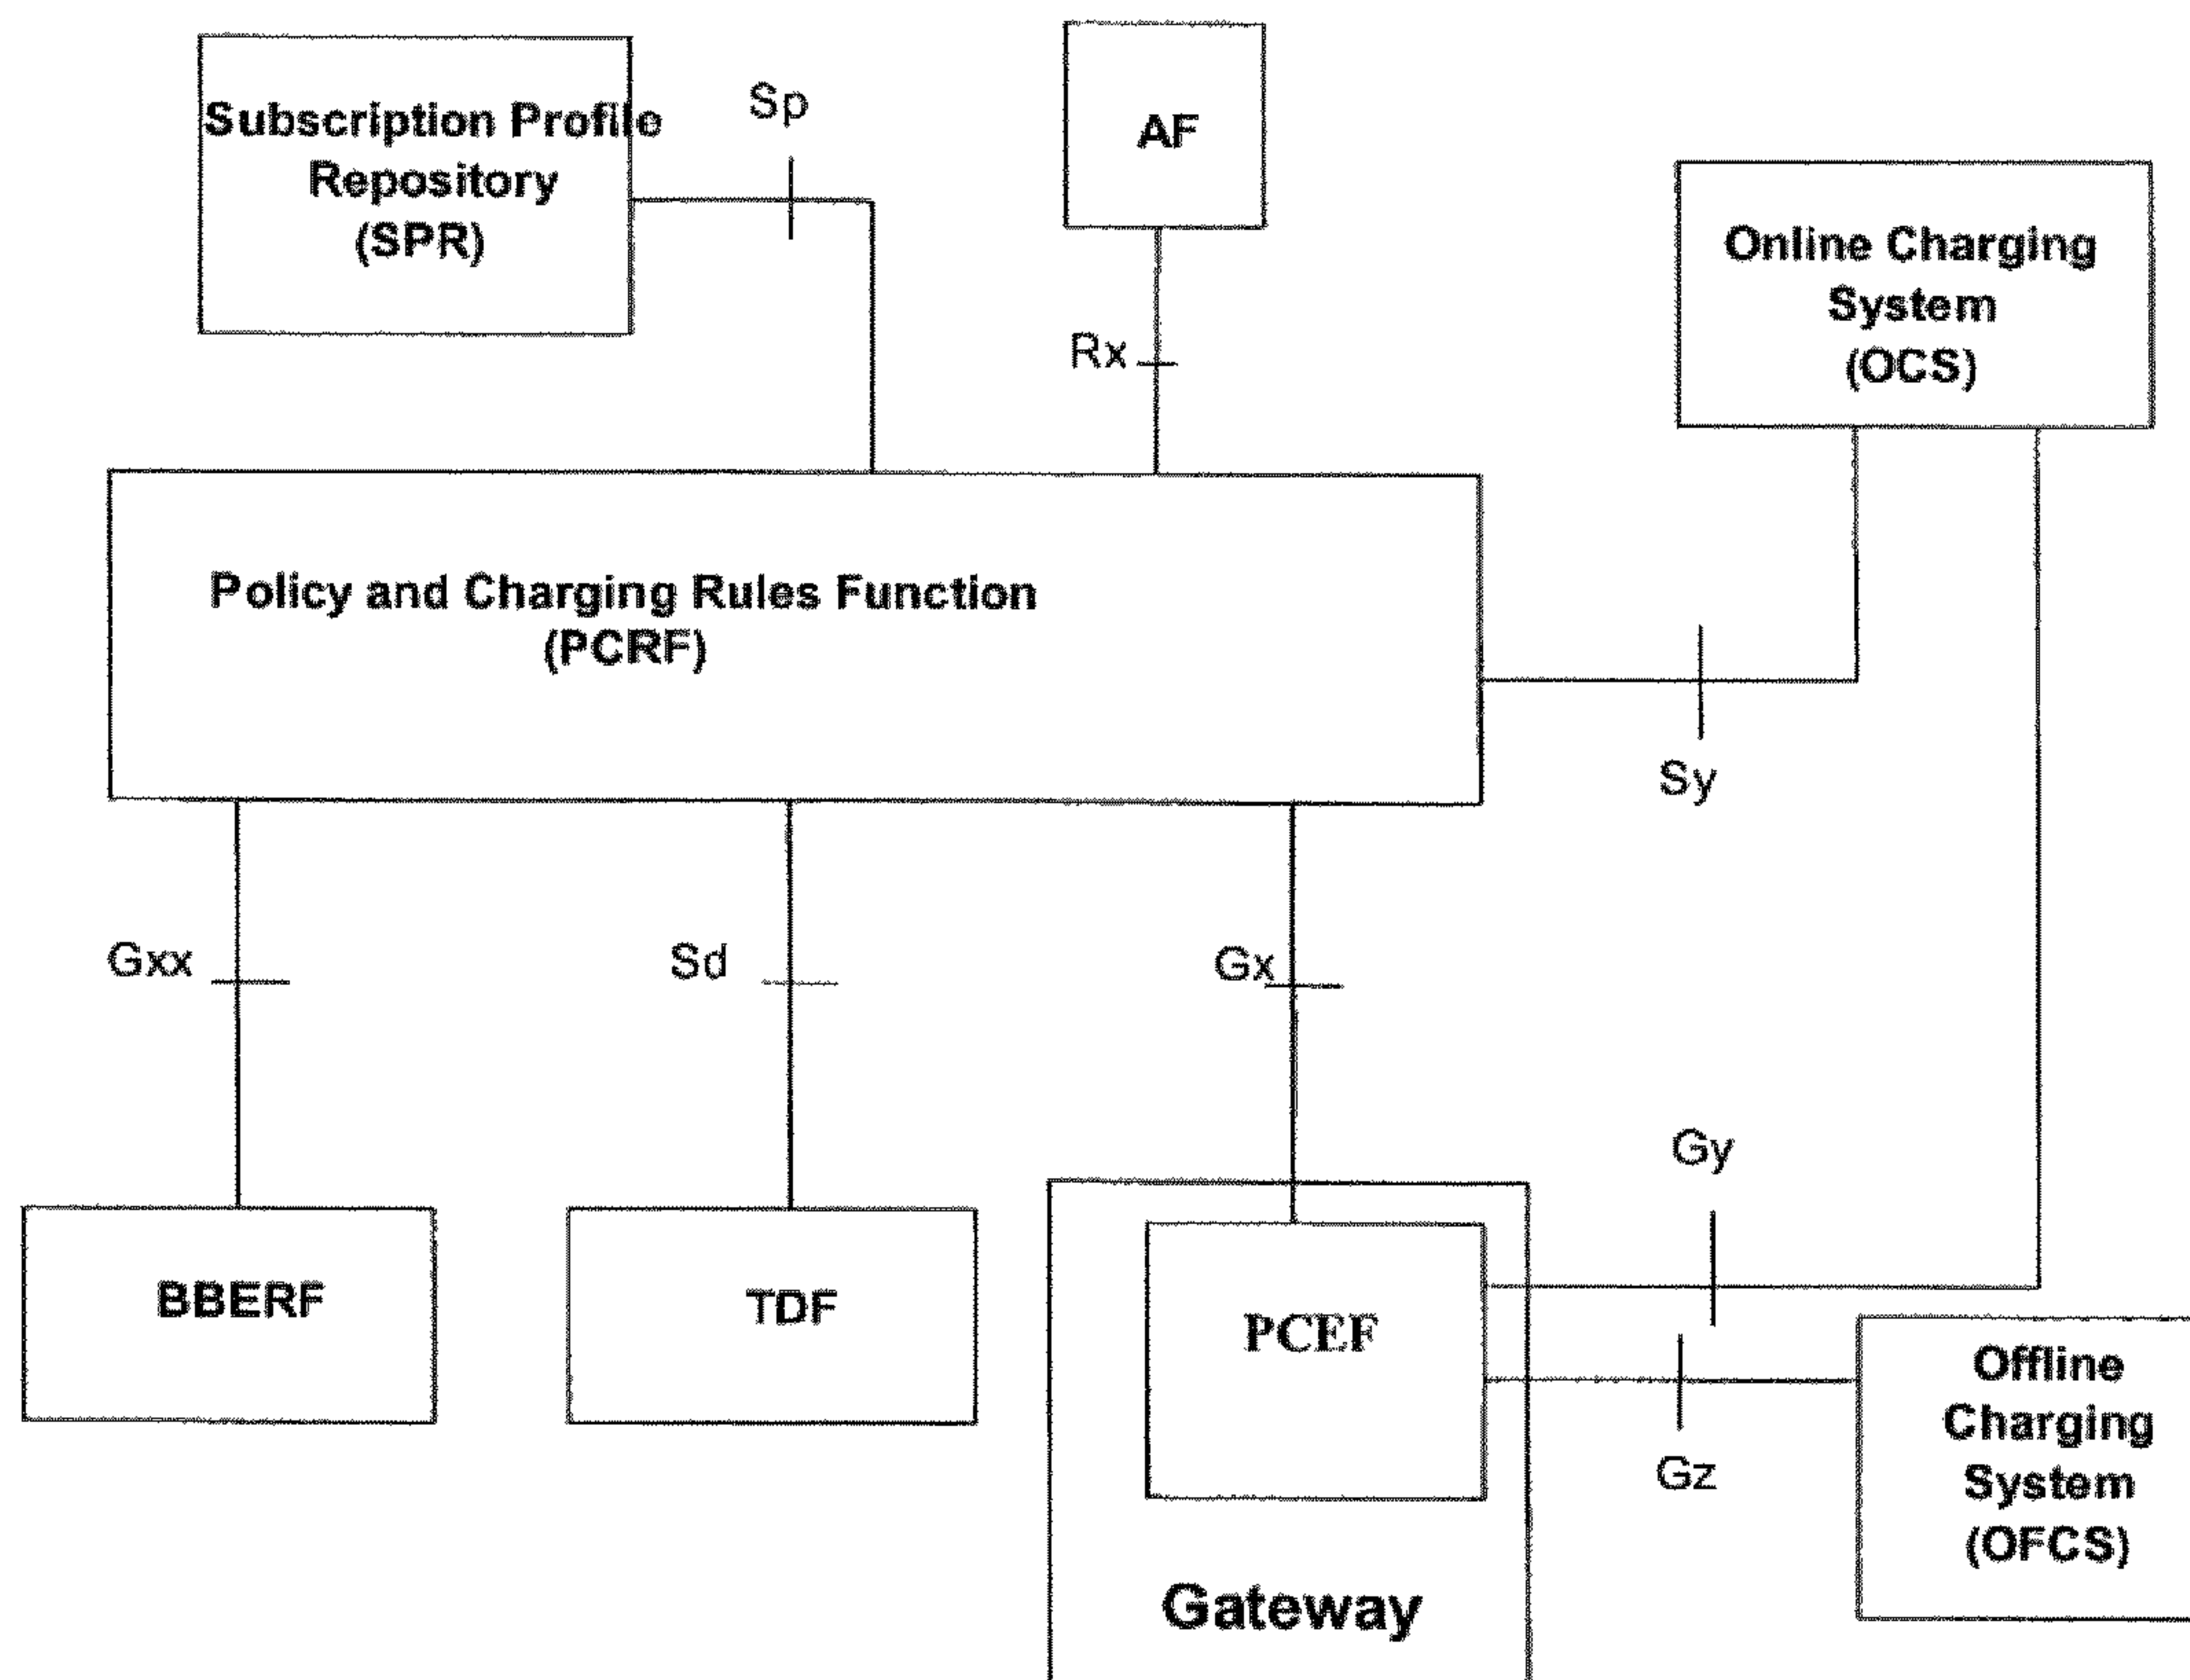 Subscription Profile
Repository
(SPR)
Sp
AF
Rx
Online Charging
System
(OCS)
Policy and Charging Rules Function
(PCRF)
Sy
Gxx
Sd
Gx
Gy
BBERF
TDF
PCEF
Gz
Offline
Charging
System
(OFCS)
Gateway